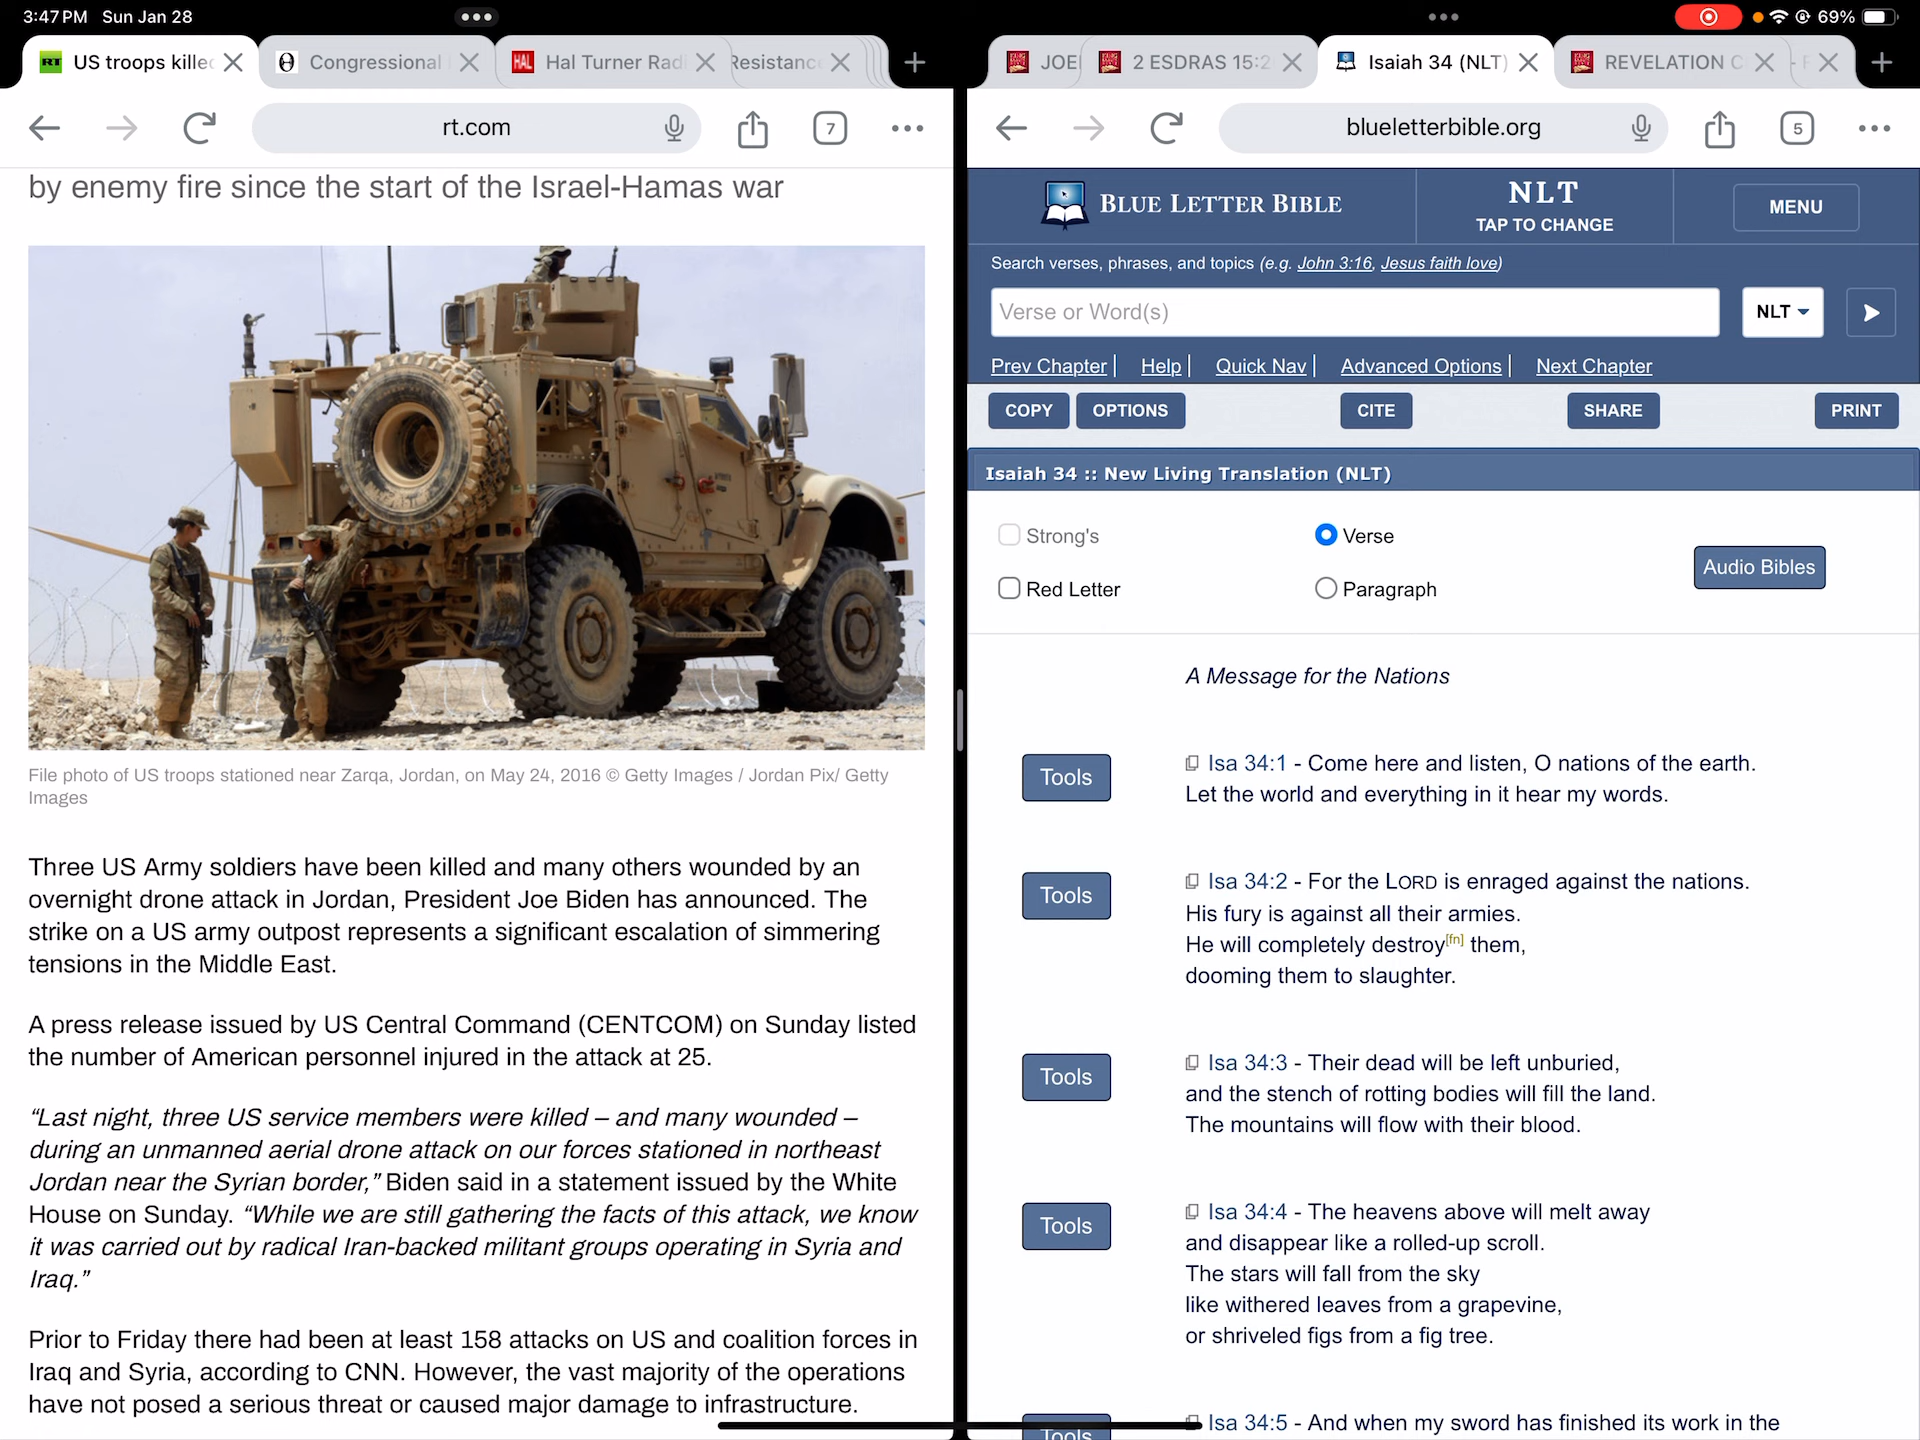 3:47 PM Sun Jan 28
69%
US troops kille
Congressional
HAL Hal Turner Radi
Resistance
JOE
2 ESDRAS 15:2
Isaiah 34 (NLT)
REVELATION C
RT
rt.com
7
blueletterbible.org
5
by enemy fire since the start of the Israel-Hamas war
File photo of US troops stationed near Zarqa, Jordan, on May 24, 2016 © Getty Images / Jordan Pix/ Getty
Images
Three US Army soldiers have been killed and many others wounded by an
overnight drone attack in Jordan, President Joe Biden has announced. The
strike on a US army outpost represents a significant escalation of simmering
tensions in the Middle East.
A press release issued by US Central Command (CENTCOM) on Sunday listed
the number of American personnel injured in the attack at 25.
“Last night, three US service members were killed – and many wounded –
during an unmanned aerial drone attack on our forces stationed in northeast
Jordan near the Syrian border,” Biden said in a statement issued by the White
House on Sunday. “While we are still gathering the facts of this attack, we know
it was carried out by radical Iran-backed militant groups operating in Syria and
Iraq.”
Prior to Friday there had been at least 158 attacks on US and coalition forces in
Iraq and Syria, according to CNN. However, the vast majority of the operations
have not posed a serious threat or caused major damage to infrastructure.
BLUE LETTER BIBLE
NLT
TAP TO CHANGE
MENU
Search verses, phrases, and topics (e.g. John 3:16, Jesus faith love)
Verse or Word(s)
NLT
Prev Chapter | Help | Quick Nav | Advanced Options | Next Chapter
COPY OPTIONS CITE SHARE PRINT
Isaiah 34 :: New Living Translation (NLT)
Strong's Verse
Audio Bibles
Red Letter Paragraph
A Message for the Nations
Tools
Isa 34:1 - Come here and listen, O nations of the earth.
Let the world and everything in it hear my words.
Tools
Isa 34:2 - For the LORD is enraged against the nations.
His fury is against all their armies.
He will completely destroy[fn] them,
dooming them to slaughter.
Tools
Isa 34:3 - Their dead will be left unburied,
and the stench of rotting bodies will fill the land.
The mountains will flow with their blood.
Tools
Isa 34:4 - The heavens above will melt away
and disappear like a rolled-up scroll.
The stars will fall from the sky
like withered leaves from a grapevine,
or shriveled figs from a fig tree.
Tools
Isa 34:5 - And when my sword has finished its work in the